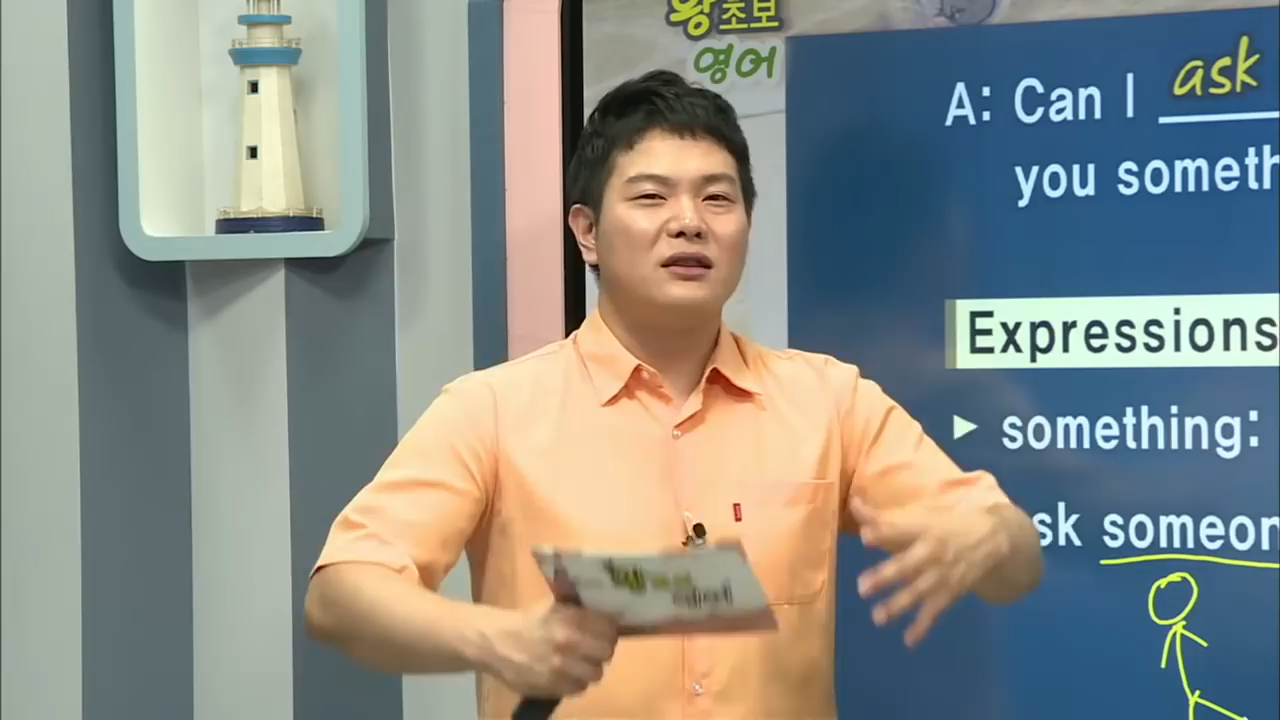 왕초보
영어
A: Can I ask
you someth
Expressions
▶ something:
sk someon